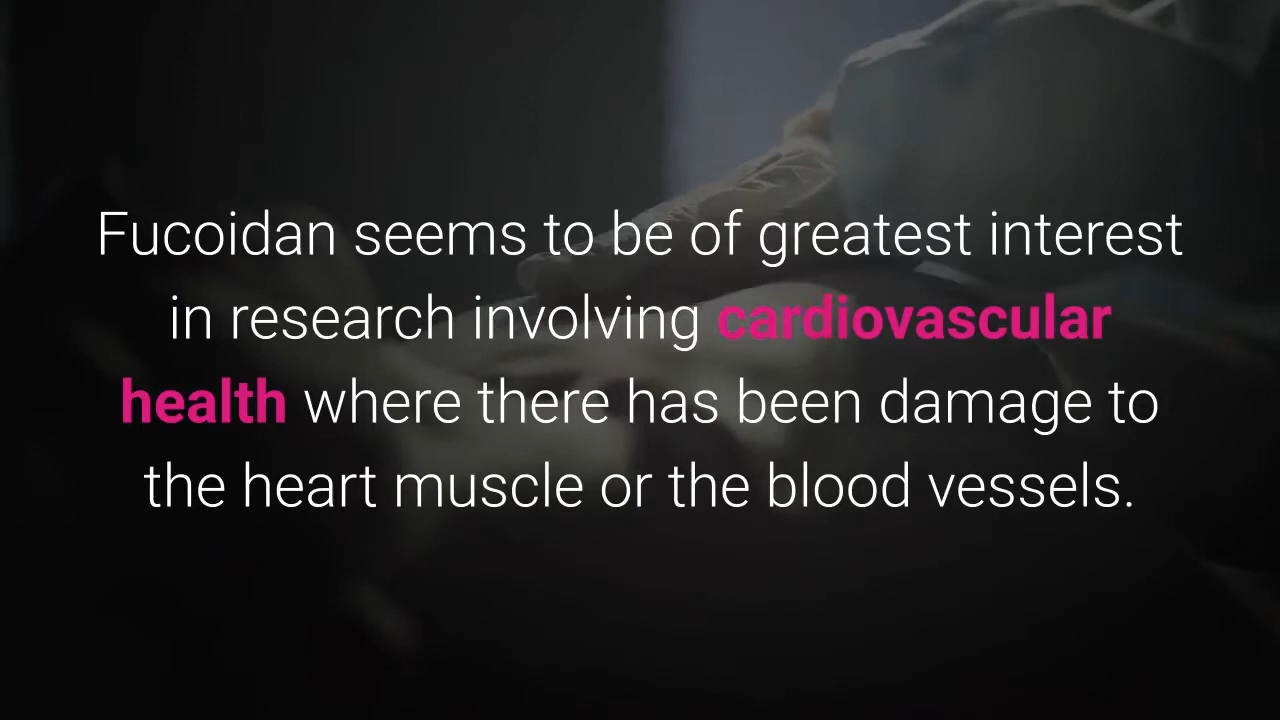 Fucoidan seems to be of greatest interest
in research involving cardiovascular
health where there has been damage to
the heart muscle or the blood vessels.